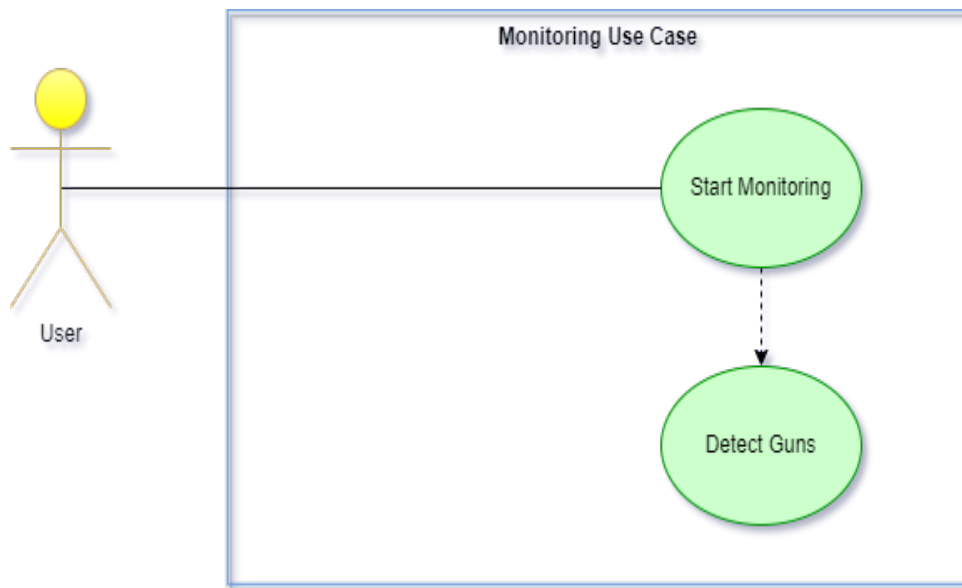 Monitoring Use Case
Start Monitoring
User
Detect Guns